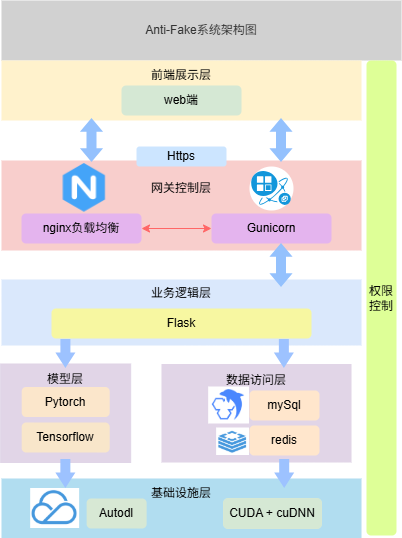 Anti-Fake系统架构图
前端展示层
web端
Https
网关控制层
nginx负载均衡
Gunicorn
业务逻辑层
Flask
权限
控制
模型层
Pytorch
Tensorflow
数据访问层
mySql
redis
基础设施层
Autodl
CUDA + cuDNN